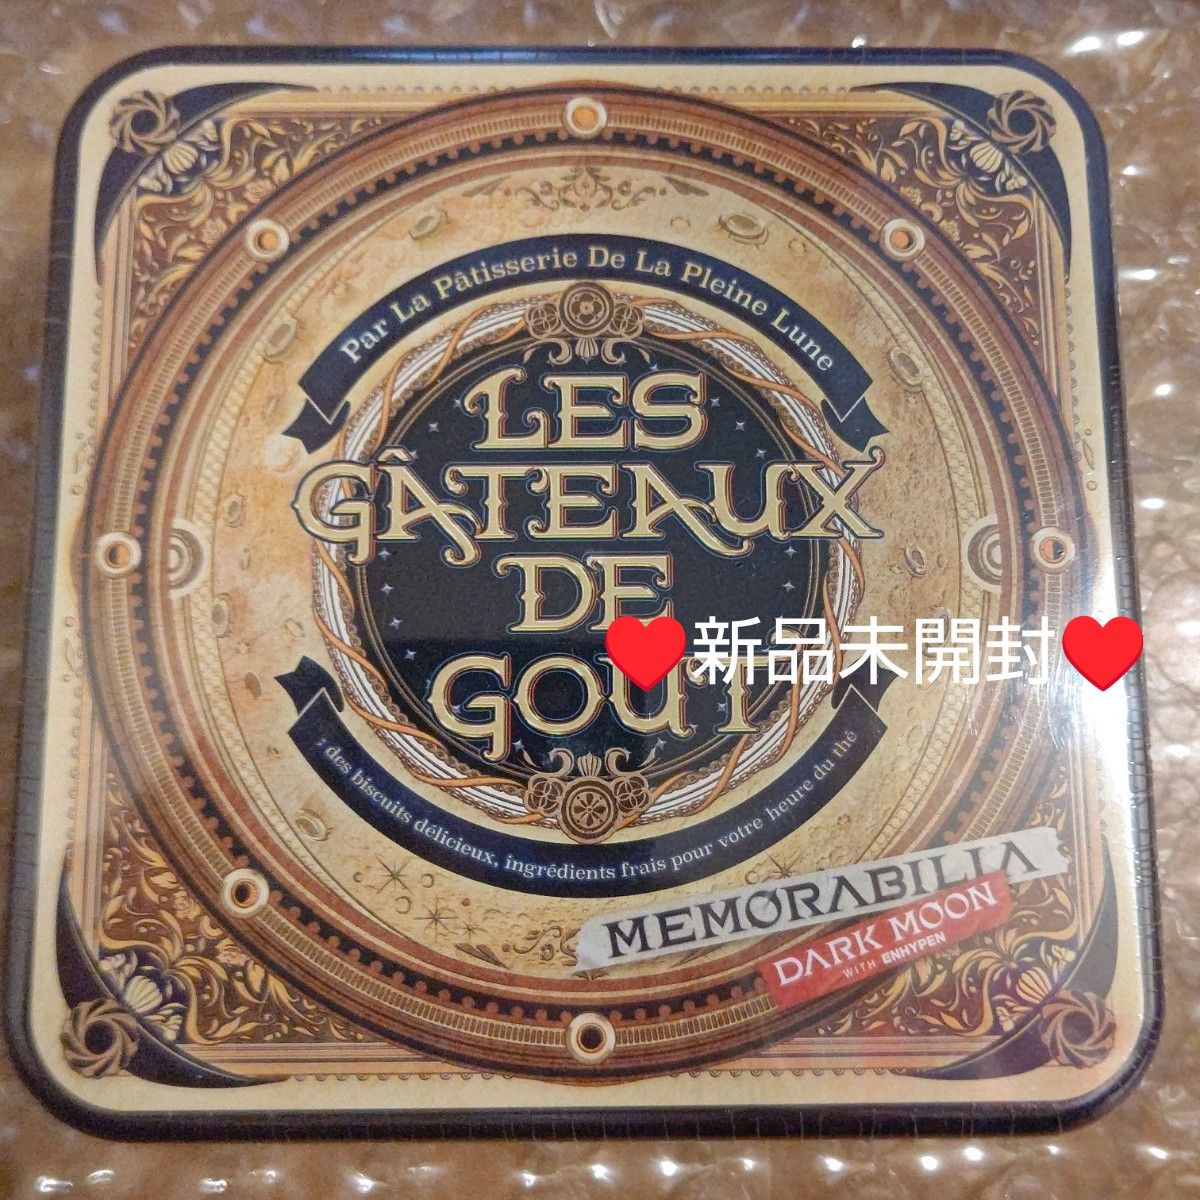 Par La Pâtisserie De La Pleine Lune
LES
GÂTEAUX
DE
GOUT
♥新品未開封♥
: des biscuits délicieux, ingrédients frais pour votre heure du thé
MEMORABILIA
DARK MOON
WITH ENHYPEN